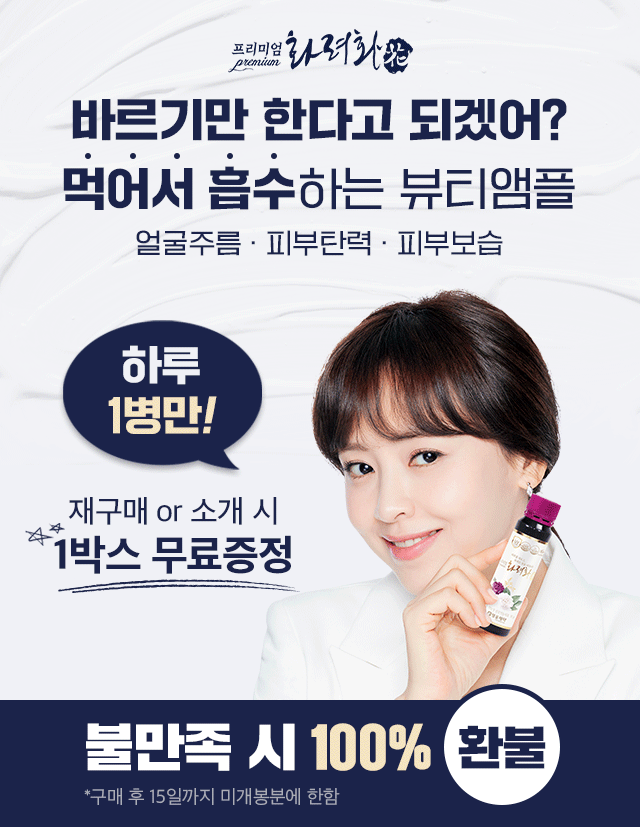 프리미엄
premium
화려화 花
바르기만 한다고 되겠어?
먹어서 흡수하는 뷰티앰플
얼굴주름 · 피부탄력 · 피부보습
하루
1병만!
재구매 or 소개 시
1박스 무료증정
화려화
불만족 시 100% 환불
*구매 후 15일까지 미개봉분에 한함